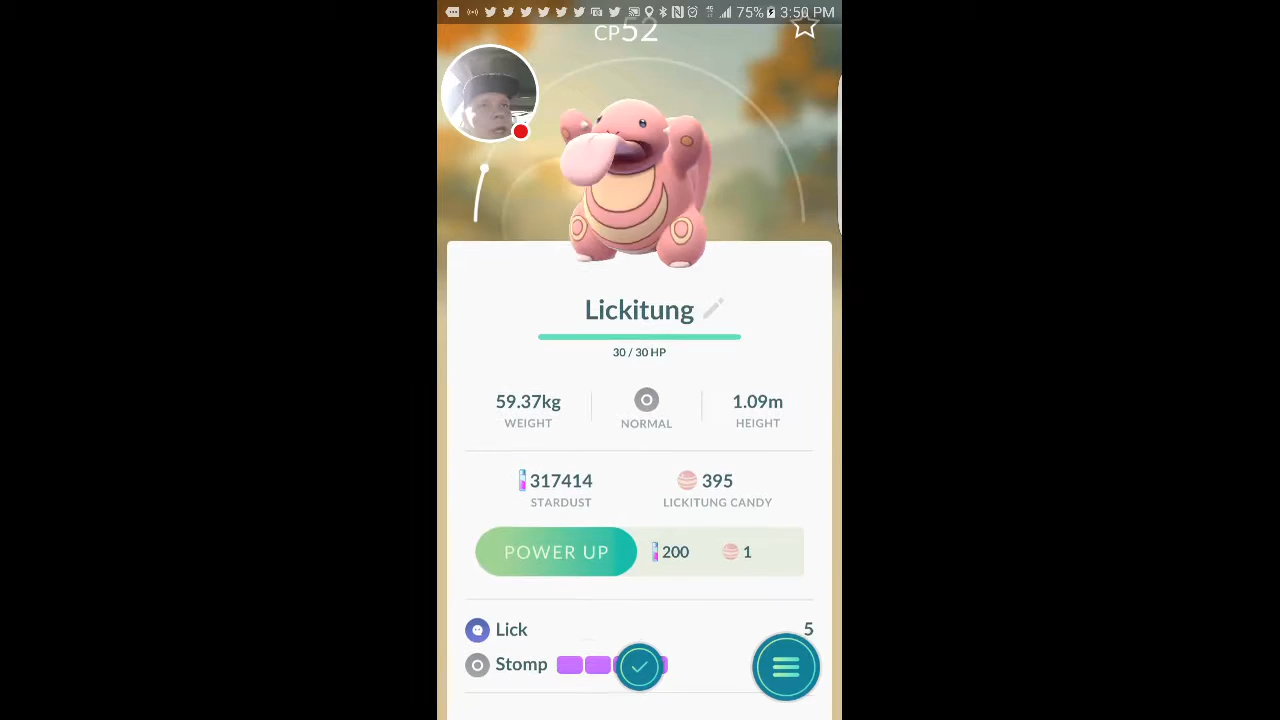 75% 3:50 PM
CP52
Lickitung
30 / 30 HP
59.37kg
WEIGHT
NORMAL
1.09m
HEIGHT
317414
STARDUST
395
LICKITUNG CANDY
POWER UP 200 1
Lick 5
Stomp